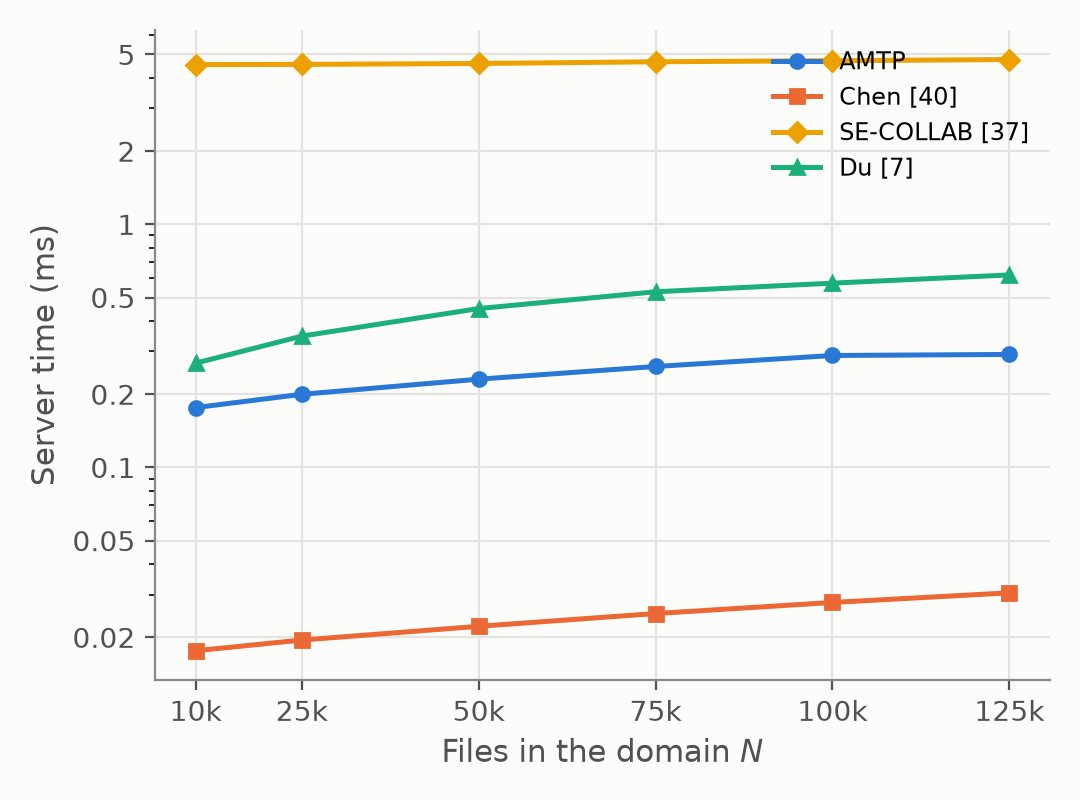 5
2
1
0.5
0.2
0.1
0.05
0.02
Server time (ms)
AMTP
Chen [40]
SE-COLLAB [37]
Du [7]
10k 25k 50k 75k 100k 125k
Files in the domain N